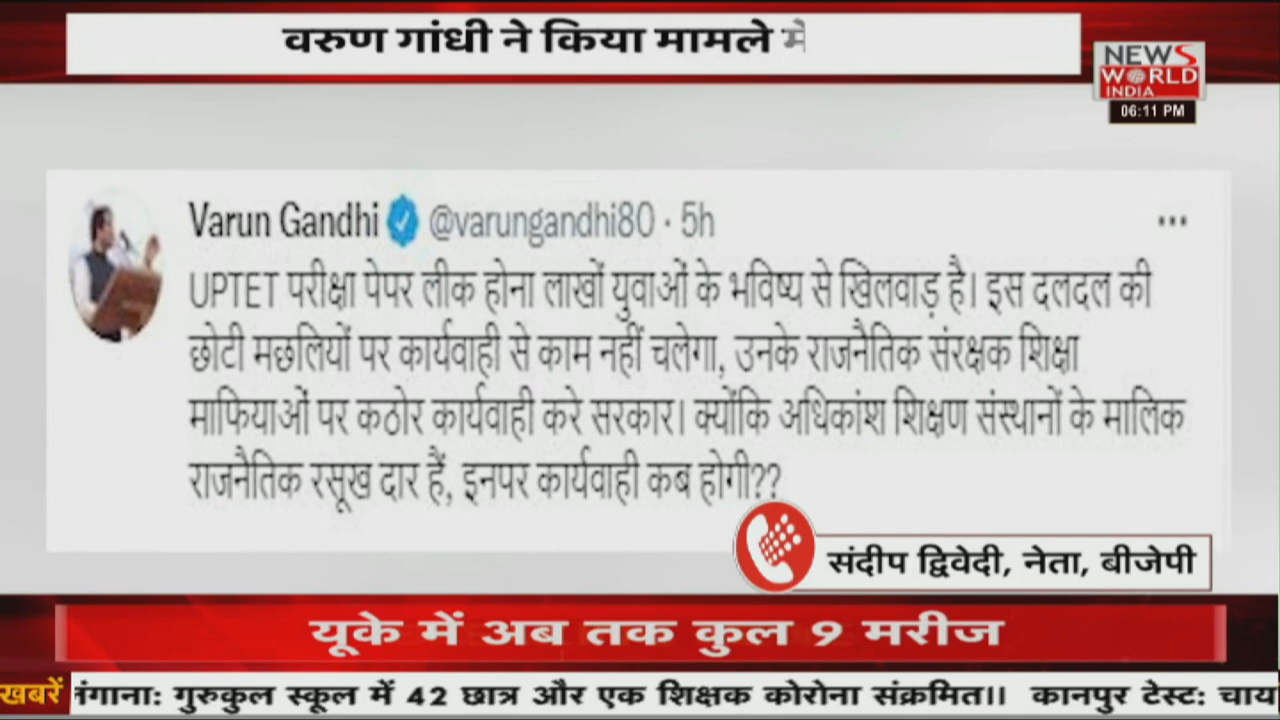 वरुण गांधी ने किया मामले में
NEWS
WORLD
INDIA
06:11 PM
Varun Gandhi @varungandhi80 · 5h
UPTET परीक्षा पेपर लीक होना लाखों युवाओं के भविष्य से खिलवाड़ है। इस दलदल की
छोटी मछलियों पर कार्यवाही से काम नहीं चलेगा, उनके राजनैतिक संरक्षक शिक्षा
माफियाओं पर कठोर कार्यवाही करे सरकार। क्योंकि अधिकांश शिक्षण संस्थानों के मालिक
राजनैतिक रसूख दार हैं, इनपर कार्यवाही कब होगी??
संदीप द्विवेदी, नेता, बीजेपी
यूके में अब तक कुल 9 मरीज
खबरें नंगाना: गुरुकुल स्कूल में 42 छात्र और एक शिक्षक कोरोना संक्रमित।। कानपुर टेस्ट: चाय